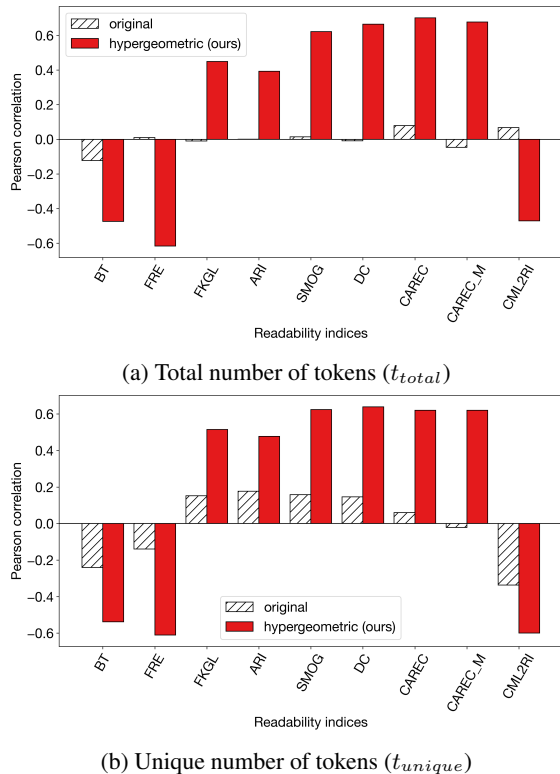 original
hypergeometric (ours)
Pearson correlation
0.6
0.4
0.2
0.0
−0.2
−0.4
−0.6
BT FRE FKGL ARI SMOG DC CAREC CAREC_M CML2RI
Readability indices
(a) Total number of tokens (t_total)
Pearson correlation
0.6
0.4
0.2
0.0
−0.2
−0.4
−0.6
original
hypergeometric (ours)
BT FRE FKGL ARI SMOG DC CAREC CAREC_M CML2RI
Readability indices
(b) Unique number of tokens (t_unique)